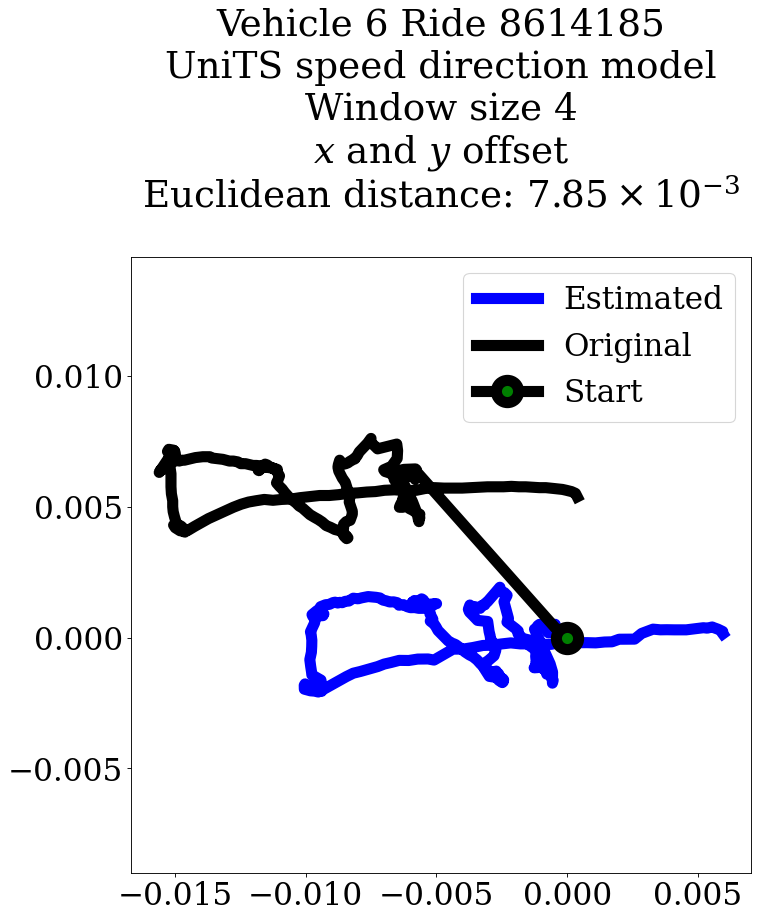 Vehicle 6 Ride 8614185
UniTS speed direction model
Window size 4
x and y offset
Euclidean distance: 7.85 × 10⁻³
Estimated
Original
Start
0.010
0.005
0.000
−0.005
−0.015 −0.010 −0.005 0.000 0.005